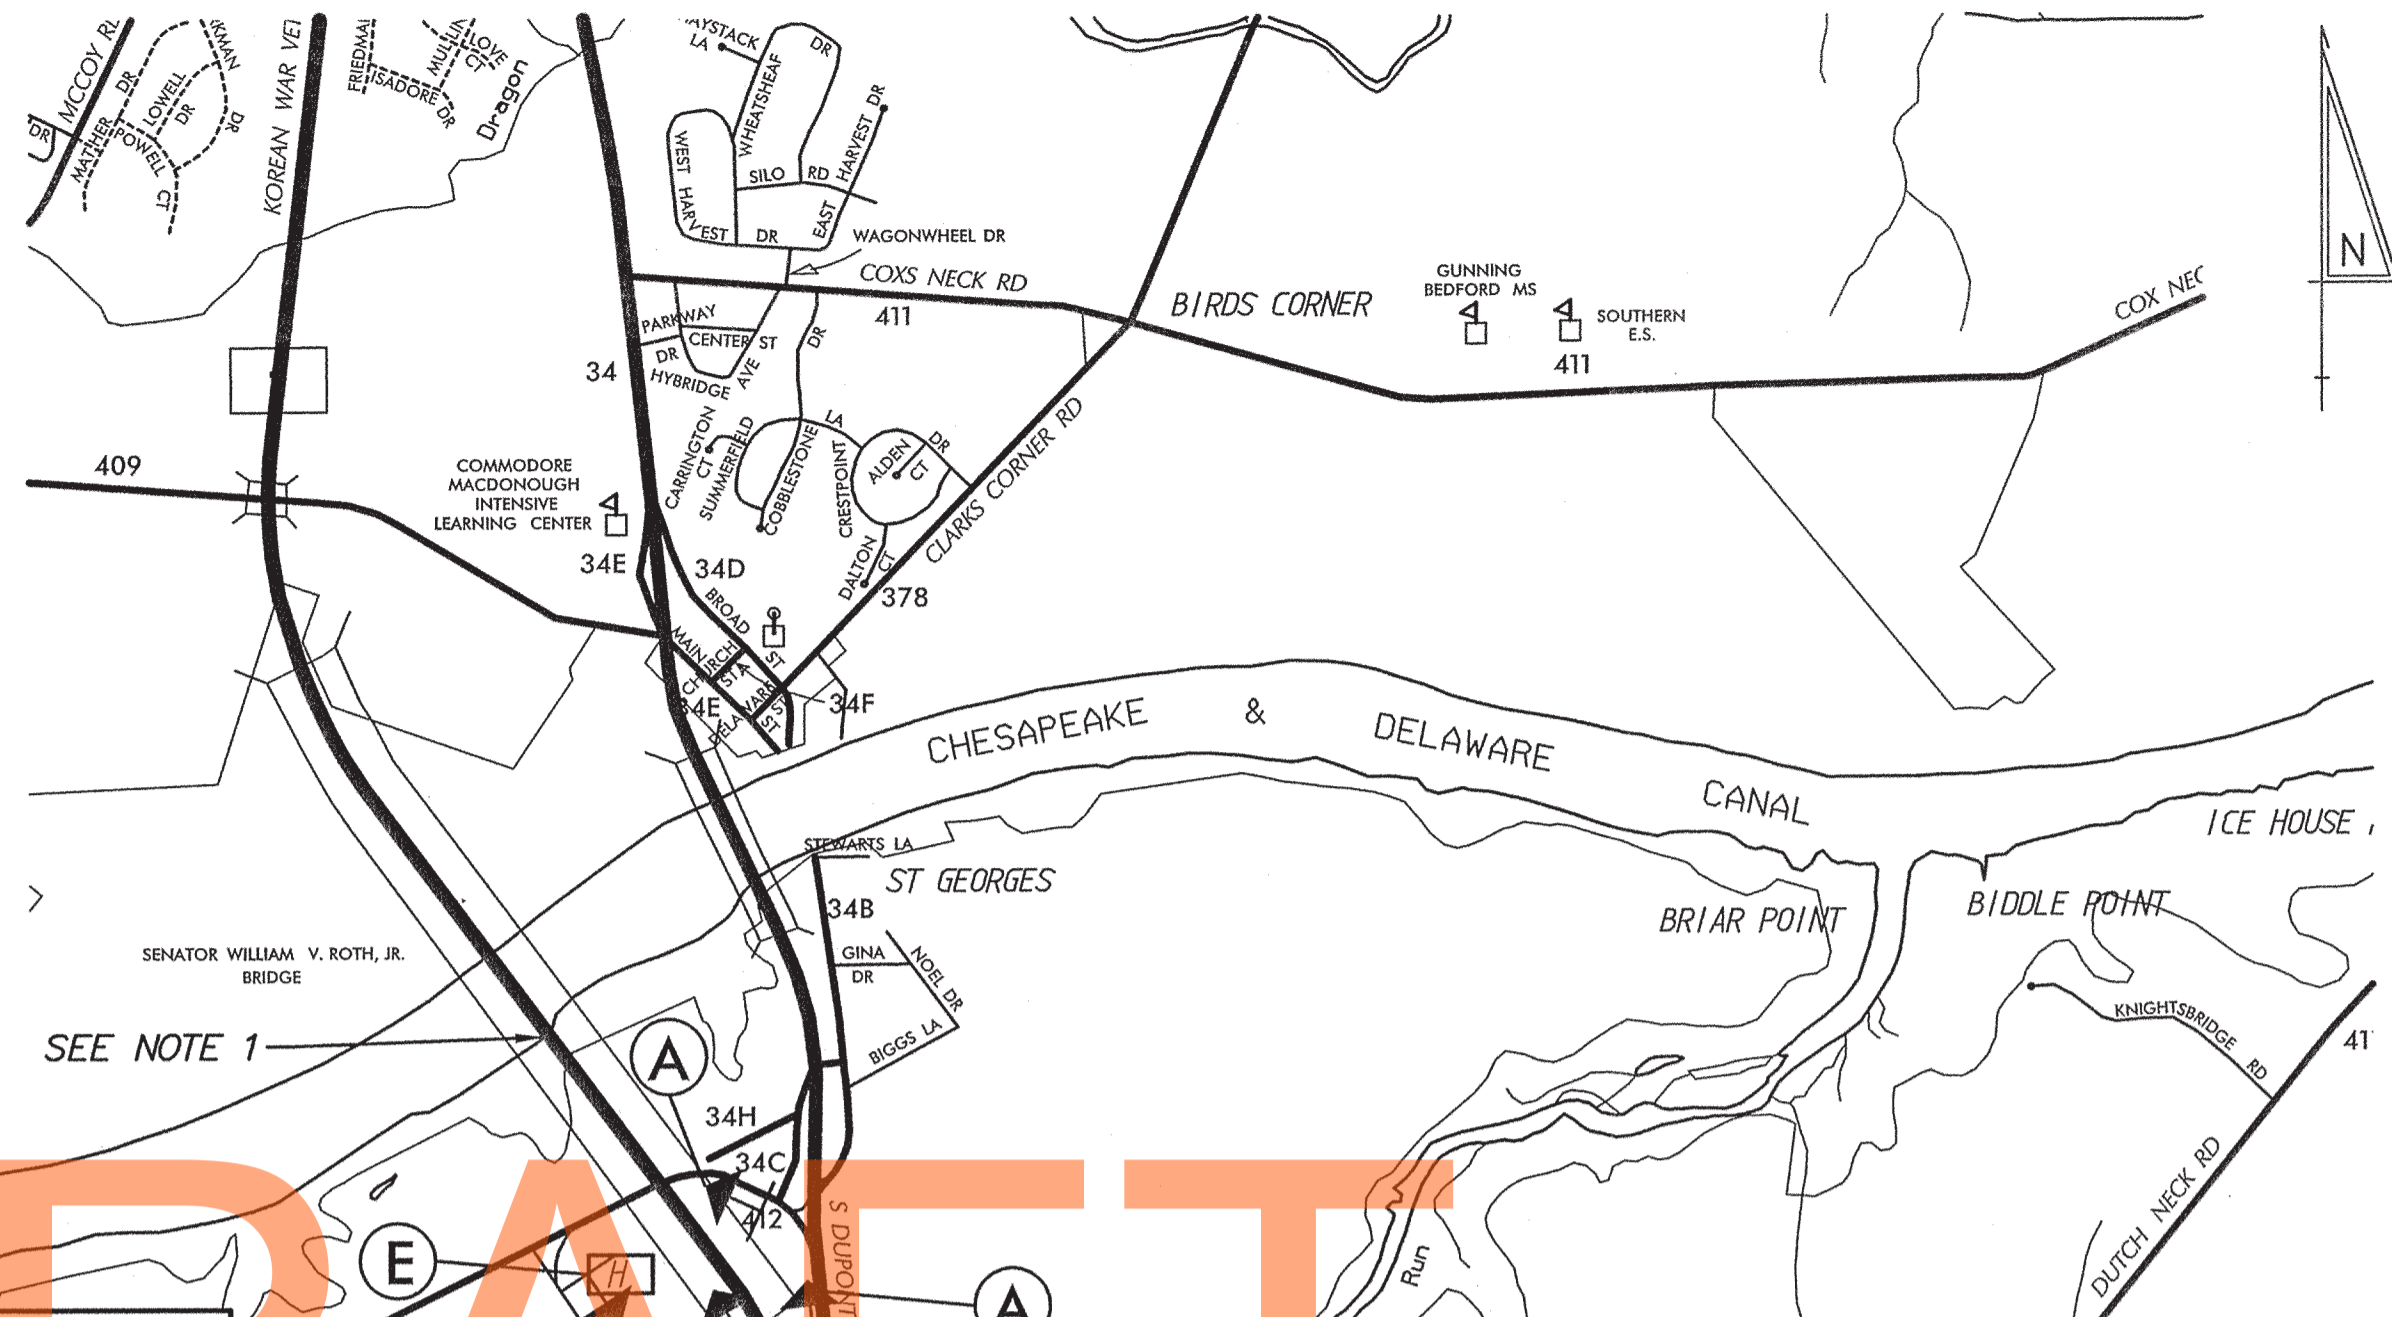 MCCOY RD
DR
MATHER DR
LOWELL
DR
POWELL CT
KMAN
DR
KOREAN WAR VET
FRIEDMAN
ISADORE DR
MULLIN
LOVE
CT
Dragon
HAYSTACK
LA
WHEATSHEAF
DR
WEST HARVEST DR
SILO RD
EAST HARVEST DR
WAGONWHEEL DR
COXS NECK RD
411
BIRDS CORNER
GUNNING
BEDFORD MS
SOUTHERN
E.S.
411
COX NEC
N
PARKWAY
DR
CENTER ST
HYBRIDGE AVE
DR
34
409
COMMODORE
MACDONOUGH
INTENSIVE
LEARNING CENTER
CARRINGTON
CT
SUMMERFIELD
LA
COBBLESTONE
CRESTPOINT
DR
ALDEN
CT
DALTON
CT
CLARKS CORNER RD
378
34E
34D
BROAD
ST
MAIN
ST
CHURCH
ST
DELAWARE
ST
34E
34F
CHESAPEAKE & DELAWARE CANAL
STEWARTS LA
ST GEORGES
34B
GINA
DR
NOEL DR
BIGGS LA
BRIAR POINT
BIDDLE POINT
ICE HOUSE
KNIGHTSBRIDGE RD
41
DUTCH NECK RD
SENATOR WILLIAM V. ROTH, JR.
BRIDGE
SEE NOTE 1
A
34H
34C
412
S DUPONT
E
H
A
Run
DRAFT